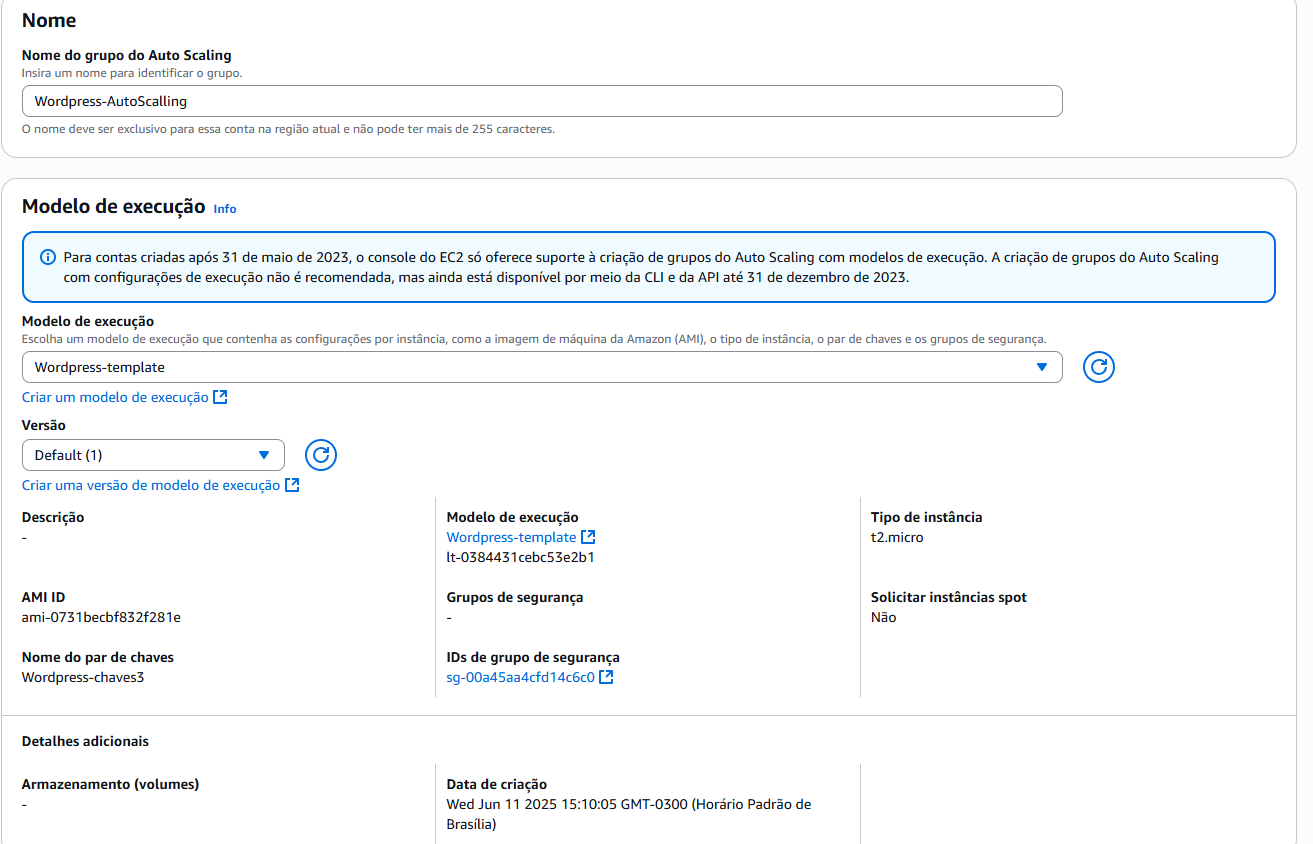 Nome
Nome do grupo do Auto Scaling
Insira um nome para identificar o grupo.
Wordpress-AutoScalling
O nome deve ser exclusivo para essa conta na região atual e não pode ter mais de 255 caracteres.
Modelo de execução Info
Para contas criadas após 31 de maio de 2023, o console do EC2 só oferece suporte à criação de grupos do Auto Scaling com modelos de execução. A criação de grupos do Auto Scaling
com configurações de execução não é recomendada, mas ainda está disponível por meio da CLI e da API até 31 de dezembro de 2023.
Modelo de execução
Escolha um modelo de execução que contenha as configurações por instância, como a imagem de máquina da Amazon (AMI), o tipo de instância, o par de chaves e os grupos de segurança.
Wordpress-template
Criar um modelo de execução
Versão
Default (1)
Criar uma versão de modelo de execução
Descrição
-
Modelo de execução
Wordpress-template
lt-0384431cebc53e2b1
Tipo de instância
t2.micro
AMI ID
ami-0731becbf832f281e
Grupos de segurança
-
Solicitar instâncias spot
Não
Nome do par de chaves
Wordpress-chaves3
IDs de grupo de segurança
sg-00a45aa4cfd14c6c0
Detalhes adicionais
Armazenamento (volumes)
-
Data de criação
Wed Jun 11 2025 15:10:05 GMT-0300 (Horário Padrão de
Brasília)